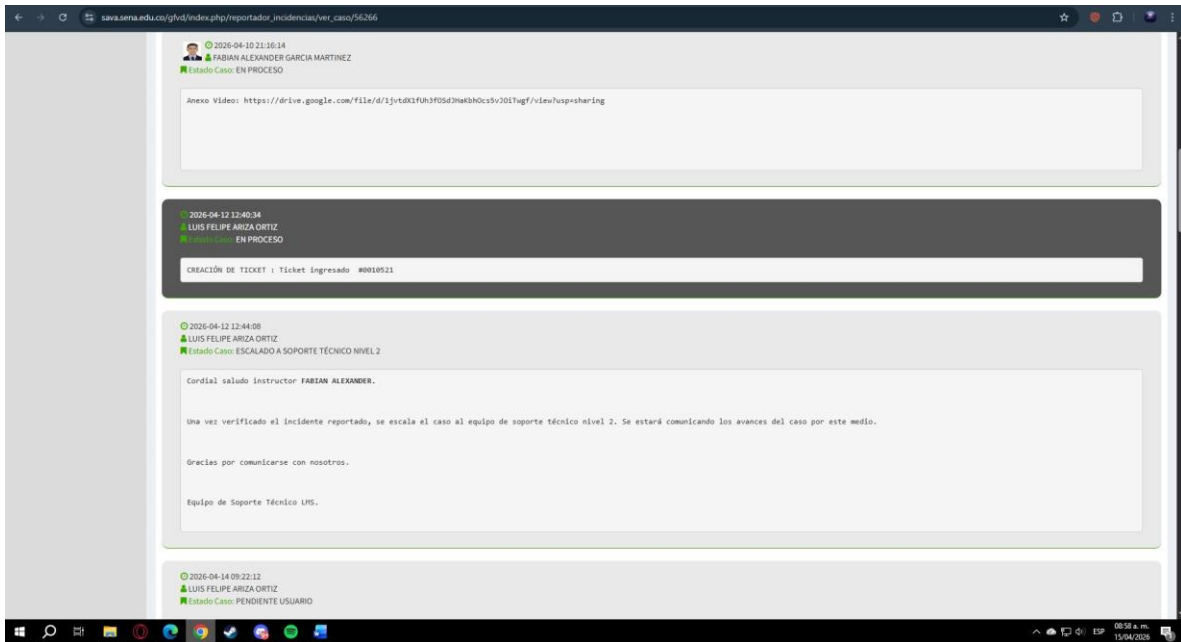 sava.sena.edu.co/gfvd/index.php/reportador_incidencias/ver_caso/56266
2026-04-10 21:16:14
FABIAN ALEXANDER GARCIA MARTINEZ
Estado Caso: EN PROCESO
Anexo Video: https://drive.google.com/file/d/1jvtdX1fUh3fOSdJHaKbhOcs5vJOiTwgf/view?usp=sharing
2026-04-12 12:40:34
LUIS FELIPE ARIZA ORTIZ
Estado Caso: EN PROCESO
CREACIÓN DE TICKET : Ticket ingresado #0010521
2026-04-12 12:44:08
LUIS FELIPE ARIZA ORTIZ
Estado Caso: ESCALADO A SOPORTE TÉCNICO NIVEL 2
Cordial saludo instructor FABIAN ALEXANDER.
Una vez verificado el incidente reportado, se escala el caso al equipo de soporte técnico nivel 2. Se estará comunicando los avances del caso por este medio.
Gracias por comunicarse con nosotros.
Equipo de Soporte Técnico LMS.
2026-04-14 09:22:12
LUIS FELIPE ARIZA ORTIZ
Estado Caso: PENDIENTE USUARIO
ESP
08:58 a. m.
15/04/2026